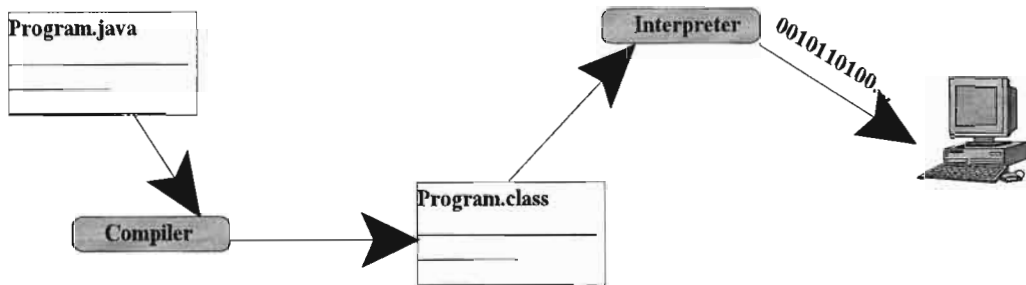 Program.java
Compiler
Program.class
Interpreter
0010110100...